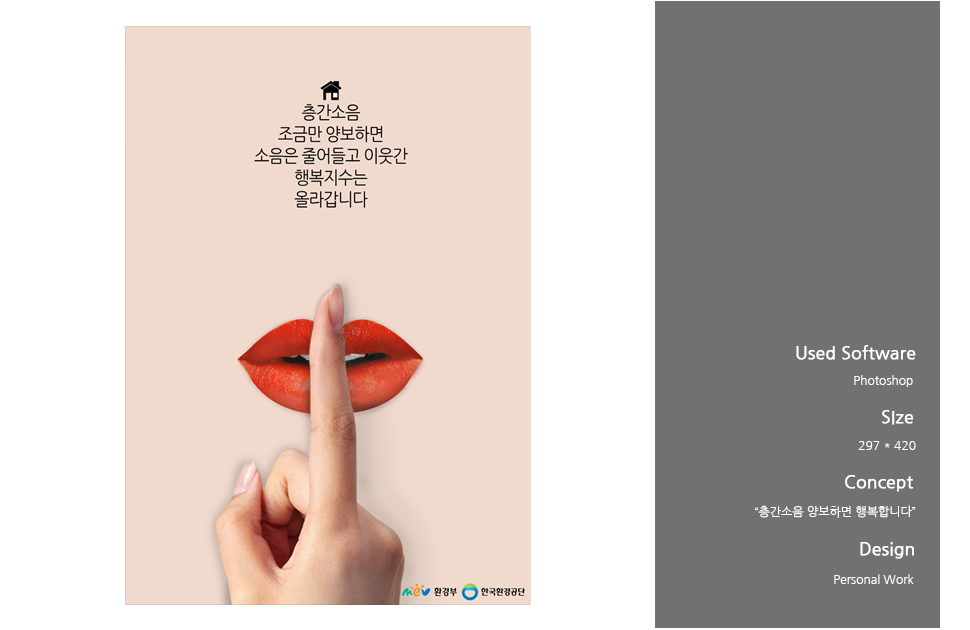 층간소음
조금만 양보하면
소음은 줄어들고 이웃간
행복지수는
올라갑니다
mev 환경부 한국환경공단
Used Software
Photoshop
SIze
297 * 420
Concept
“층간소음 양보하면 행복합니다”
Design
Personal Work